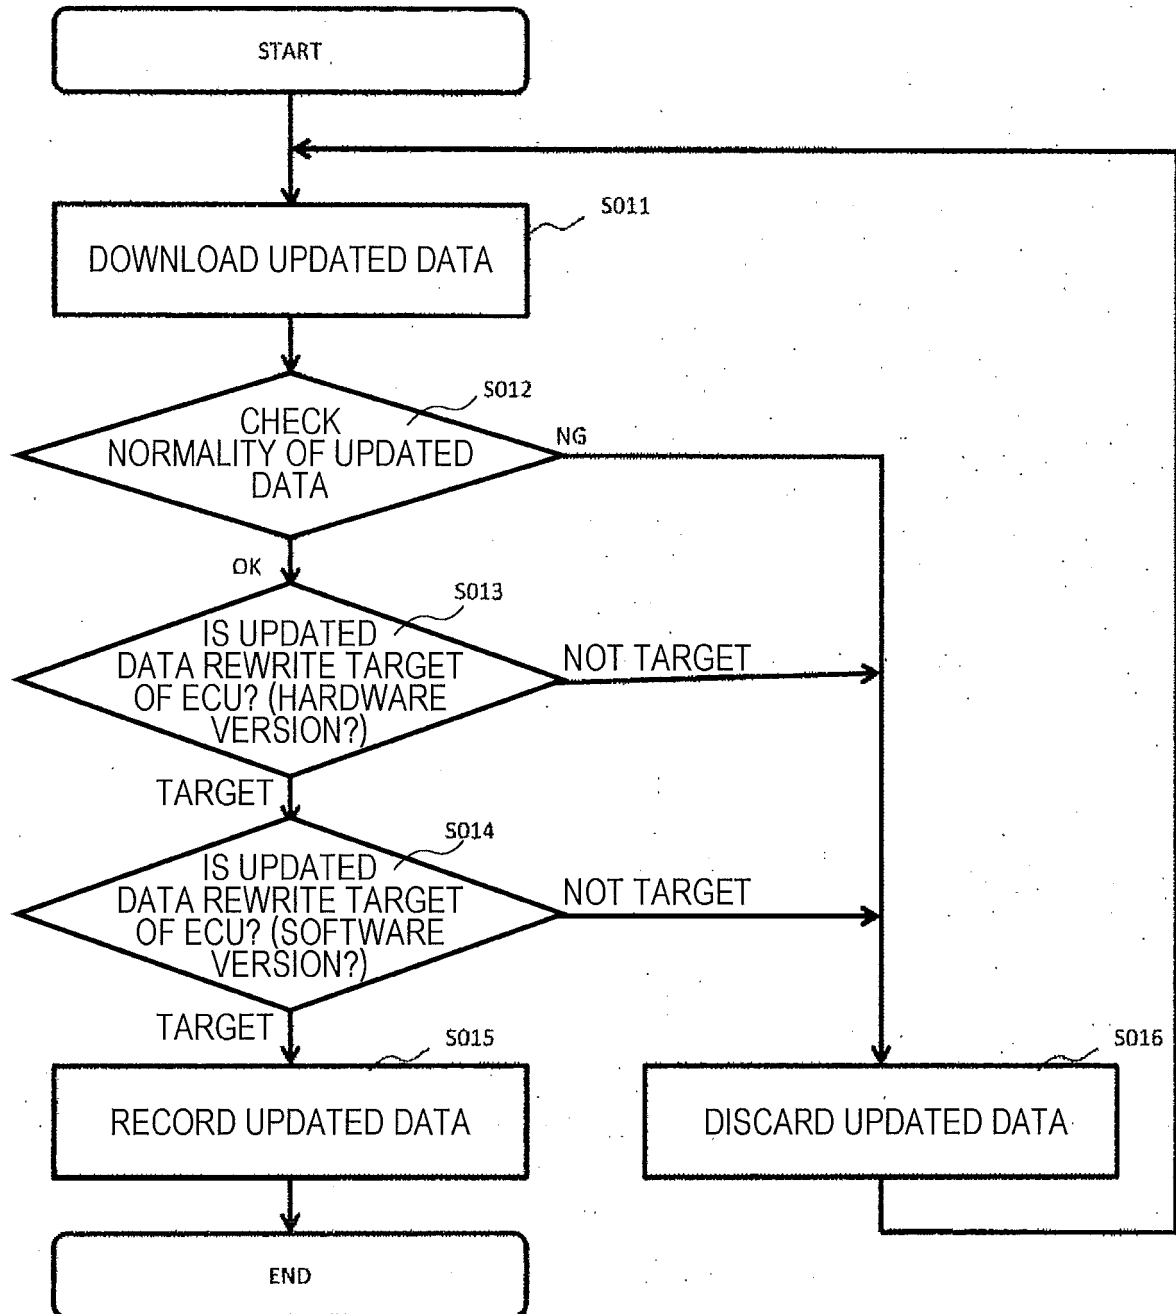 START
S011
DOWNLOAD UPDATED DATA
S012
CHECK
NORMALITY OF UPDATED
DATA
NG
OK
S013
IS UPDATED
DATA REWRITE TARGET
OF ECU? (HARDWARE
VERSION?)
NOT TARGET
TARGET
S014
IS UPDATED
DATA REWRITE TARGET
OF ECU? (SOFTWARE
VERSION?)
NOT TARGET
TARGET
S015
RECORD UPDATED DATA
S016
DISCARD UPDATED DATA
END